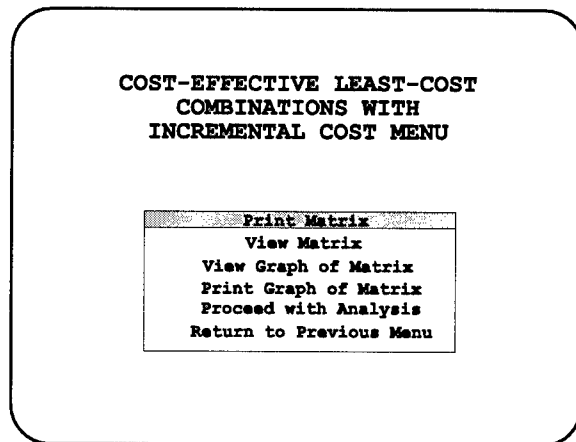 COST-EFFECTIVE LEAST-COST
COMBINATIONS WITH
INCREMENTAL COST MENU
Print Matrix
View Matrix
View Graph of Matrix
Print Graph of Matrix
Proceed with Analysis
Return to Previous Menu